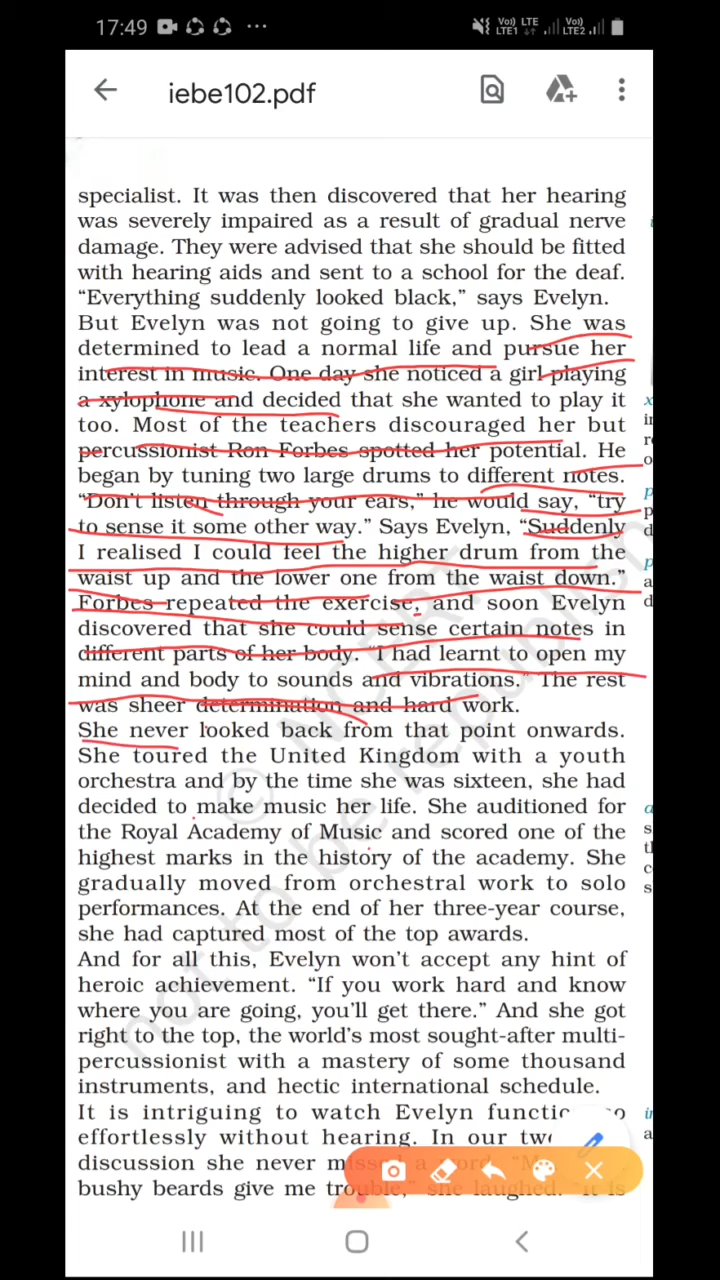 17:49
Vo) LTE Vo)
LTE1 LTE2
iebe102.pdf
specialist. It was then discovered that her hearing
was severely impaired as a result of gradual nerve
damage. They were advised that she should be fitted
with hearing aids and sent to a school for the deaf.
“Everything suddenly looked black,” says Evelyn.
But Evelyn was not going to give up. She was
determined to lead a normal life and pursue her
interest in music. One day she noticed a girl playing
a xylophone and decided that she wanted to play it
too. Most of the teachers discouraged her but
percussionist Ron Forbes spotted her potential. He
began by tuning two large drums to different notes.
“Don't listen through your ears,” he would say, “try
to sense it some other way.” Says Evelyn, “Suddenly
I realised I could feel the higher drum from the
waist up and the lower one from the waist down.”
Forbes repeated the exercise, and soon Evelyn
discovered that she could sense certain notes in
different parts of her body. “I had learnt to open my
mind and body to sounds and vibrations.” The rest
was sheer determination and hard work.
She never looked back from that point onwards.
She toured the United Kingdom with a youth
orchestra and by the time she was sixteen, she had
decided to make music her life. She auditioned for
the Royal Academy of Music and scored one of the
highest marks in the history of the academy. She
gradually moved from orchestral work to solo
performances. At the end of her three-year course,
she had captured most of the top awards.
And for all this, Evelyn won't accept any hint of
heroic achievement. “If you work hard and know
where you are going, you'll get there.” And she got
right to the top, the world's most sought-after multi-
percussionist with a mastery of some thousand
instruments, and hectic international schedule.
It is intriguing to watch Evelyn
effortlessly without hearing. In our
discussion she never
bushy beards give me trouble,” she laughed. “It is
© NCERT
not to be republish